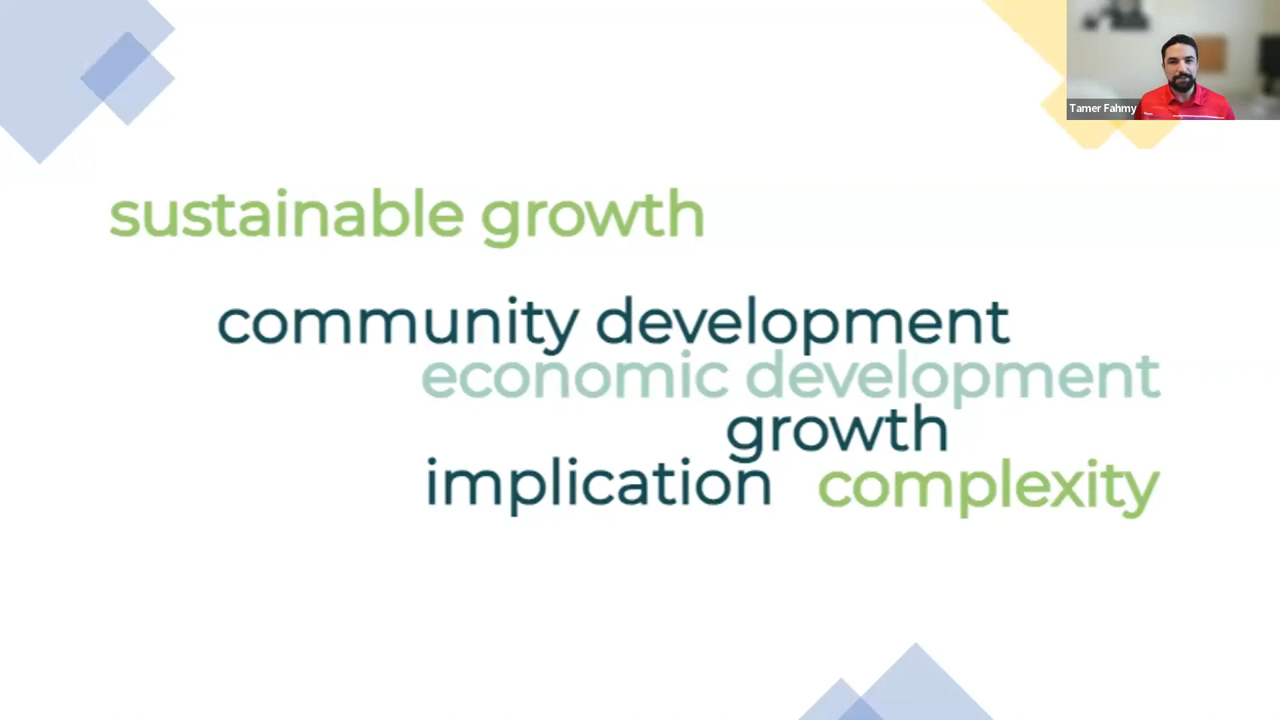 Tamer Fahmy
sustainable growth
community development
economic development
growth
implication complexity